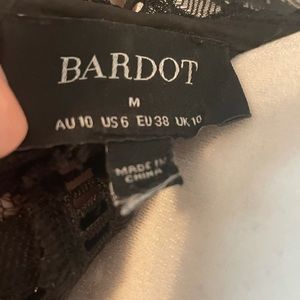 BARDOT
M
AU 10 US 6 EU 38 UK 10
MADE IN
CHINA